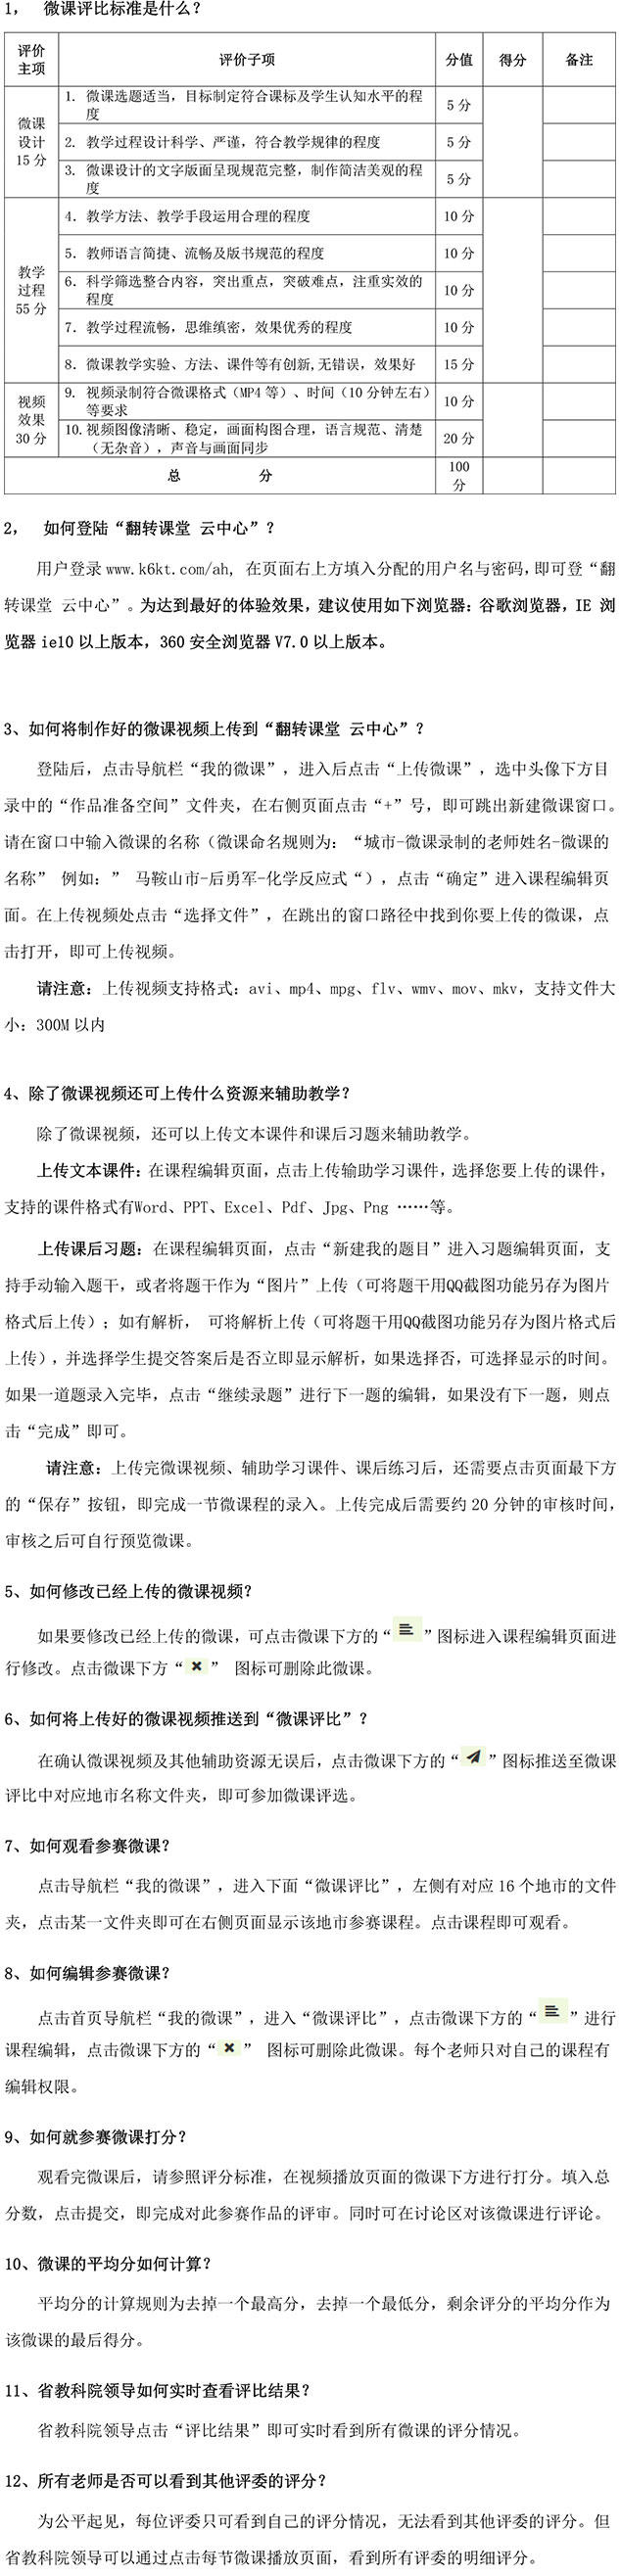 1， 微课评比标准是什么？
评价主项 评价子项 分值 得分 备注
微课设计15分
1. 微课选题适当，目标制定符合课标及学生认知水平的程度 5分
2. 教学过程设计科学、严谨，符合教学规律的程度 5分
3. 微课设计的文字版面呈现规范完整，制作简洁美观的程度 5分
教学过程55分
4. 教学方法、教学手段运用合理的程度 10分
5. 教师语言简捷、流畅及版书规范的程度 10分
6. 科学筛选整合内容，突出重点，突破难点，注重实效的程度 10分
7. 教学过程流畅，思维缜密，效果优秀的程度 10分
8. 微课教学实验、方法、课件等有创新,无错误，效果好 15分
视频效果30分
9. 视频录制符合微课格式（MP4等）、时间（10分钟左右）等要求 10分
10. 视频图像清晰、稳定，画面构图合理，语言规范、清楚（无杂音），声音与画面同步 20分
总 分 100分
2， 如何登陆“翻转课堂 云中心”？
用户登录 www.k6kt.com/ah, 在页面右上方填入分配的用户名与密码，即可登“翻
转课堂 云中心”。为达到最好的体验效果，建议使用如下浏览器：谷歌浏览器，IE 浏
览器 ie10 以上版本，360 安全浏览器 V7.0 以上版本。
3、如何将制作好的微课视频上传到“翻转课堂 云中心”？
登陆后，点击导航栏“我的微课”，进入后点击“上传微课”，选中头像下方目
录中的“作品准备空间”文件夹，在右侧页面点击“+”号，即可跳出新建微课窗口。
请在窗口中输入微课的名称（微课命名规则为：“城市-微课录制的老师姓名-微课的
名称” 例如：” 马鞍山市-后勇军-化学反应式“），点击“确定”进入课程编辑页
面。在上传视频处点击“选择文件”，在跳出的窗口路径中找到你要上传的微课，点
击打开，即可上传视频。
请注意：上传视频支持格式：avi、mp4、mpg、flv、wmv、mov、mkv，支持文件大
小：300M 以内
4、除了微课视频还可上传什么资源来辅助教学？
除了微课视频，还可以上传文本课件和课后习题来辅助教学。
上传文本课件：在课程编辑页面，点击上传输助学习课件，选择您要上传的课件，
支持的课件格式有Word、PPT、Excel、Pdf、Jpg、Png ……等。
上传课后习题：在课程编辑页面，点击“新建我的题目”进入习题编辑页面，支
持手动输入题干，或者将题干作为“图片”上传（可将题干用QQ截图功能另存为图片
格式后上传）；如有解析， 可将解析上传（可将题干用QQ截图功能另存为图片格式后
上传），并选择学生提交答案后是否立即显示解析，如果选择否，可选择显示的时间。
如果一道题录入完毕，点击“继续录题”进行下一题的编辑，如果没有下一题，则点
击“完成”即可。
请注意：上传完微课视频、辅助学习课件、课后练习后，还需要点击页面最下方
的“保存”按钮，即完成一节微课程的录入。上传完成后需要约 20 分钟的审核时间，
审核之后可自行预览微课。
5、如何修改已经上传的微课视频？
如果要修改已经上传的微课，可点击微课下方的“ ”图标进入课程编辑页面进
行修改。点击微课下方“ ” 图标可删除此微课。
6、如何将上传好的微课视频推送到“微课评比”？
在确认微课视频及其他辅助资源无误后，点击微课下方的“ ”图标推送至微课
评比中对应地市名称文件夹，即可参加微课评选。
7、如何观看参赛微课？
点击导航栏“我的微课”，进入下面“微课评比”，左侧有对应 16 个地市的文件
夹，点击某一文件夹即可在右侧页面显示该地市参赛课程。点击课程即可观看。
8、如何编辑参赛微课？
点击首页导航栏“我的微课”，进入“微课评比”，点击微课下方的“ ”进行
课程编辑，点击微课下方的“ ” 图标可删除此微课。每个老师只对自己的课程有
编辑权限。
9、如何就参赛微课打分？
观看完微课后，请参照评分标准，在视频播放页面的微课下方进行打分。填入总
分数，点击提交，即完成对此参赛作品的评审。同时可在讨论区对该微课进行评论。
10、微课的平均分如何计算？
平均分的计算规则为去掉一个最高分，去掉一个最低分，剩余评分的平均分作为
该微课的最后得分。
11、省教科院领导如何实时查看评比结果？
省教科院领导点击“评比结果”即可实时看到所有微课的评分情况。
12、所有老师是否可以看到其他评委的评分？
为公平起见，每位评委只可看到自己的评分情况，无法看到其他评委的评分。但
省教科院领导可以通过点击每节微课播放页面，看到所有评委的明细评分。